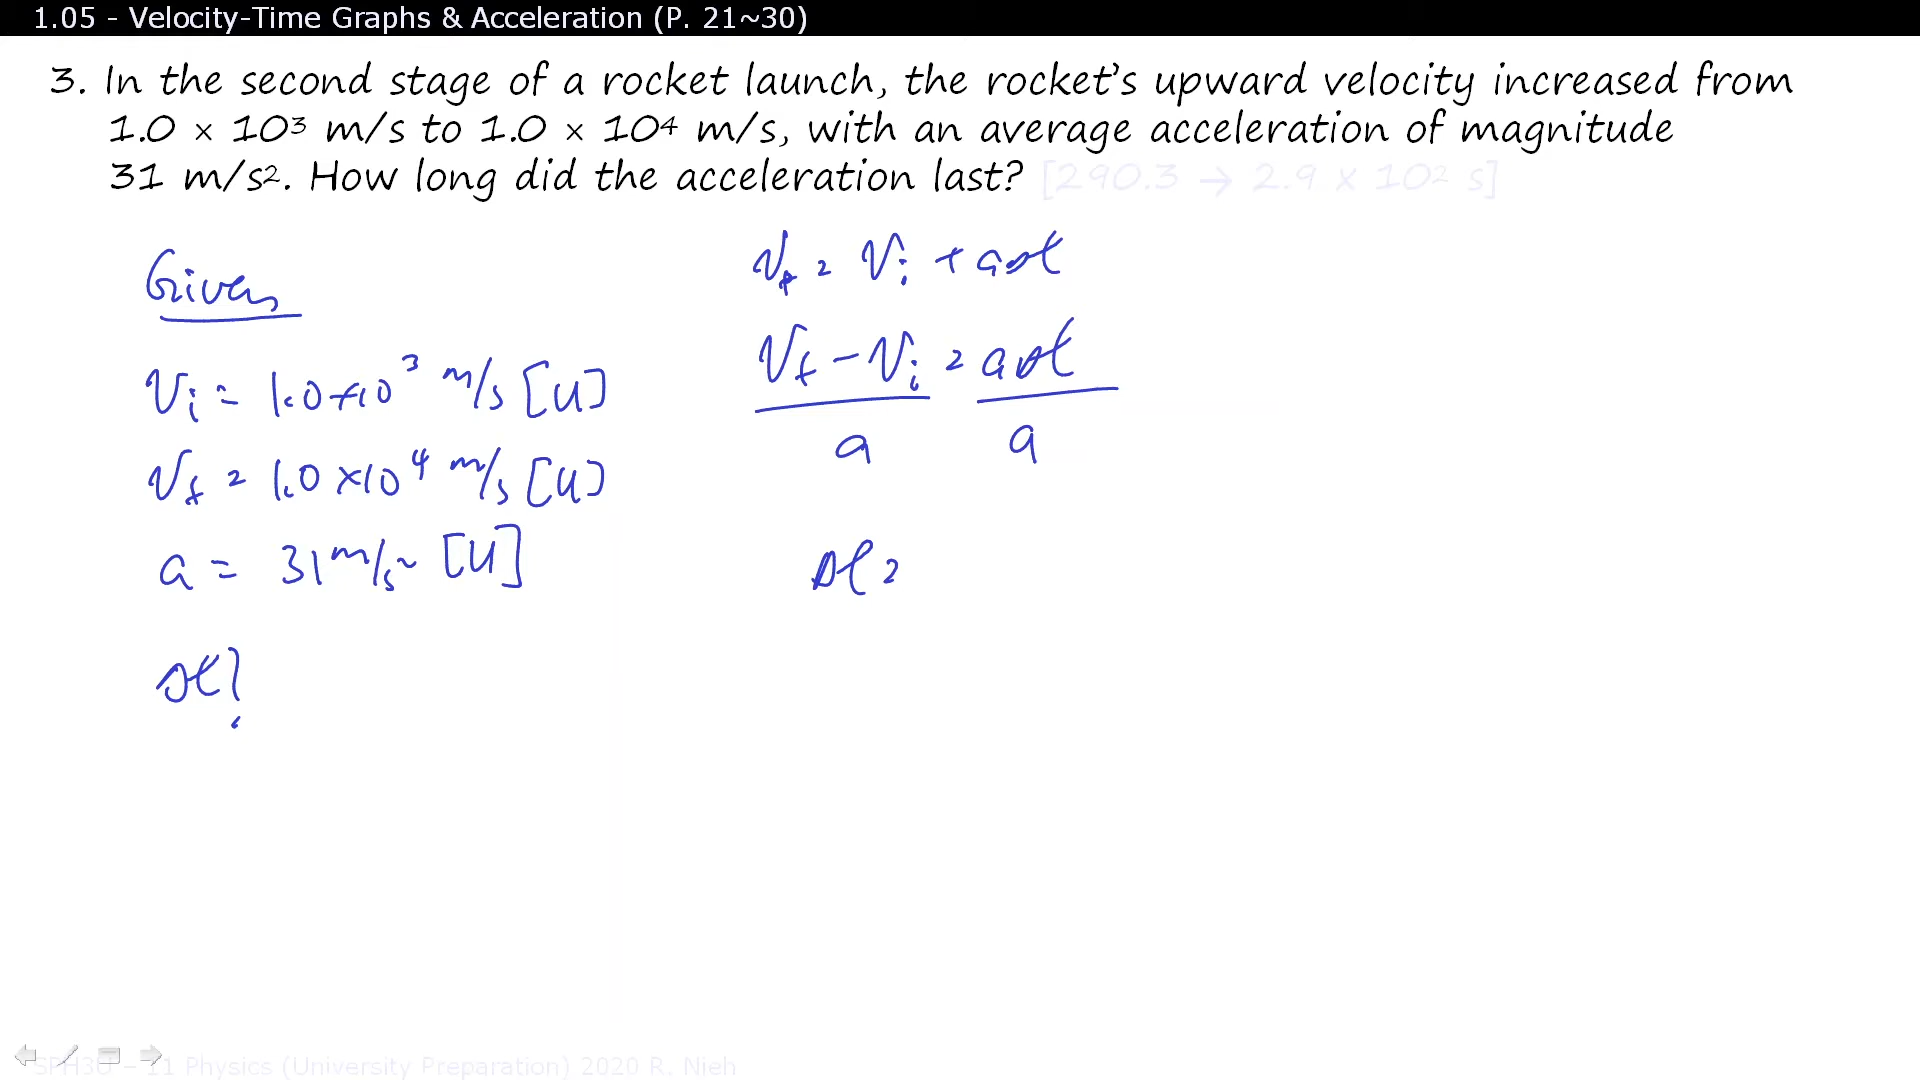 1.05 - Velocity-Time Graphs & Acceleration (P. 21~30)
3. In the second stage of a rocket launch, the rocket's upward velocity increased from
1.0 × 10³ m/s to 1.0 × 10⁴ m/s, with an average acceleration of magnitude
31 m/s². How long did the acceleration last? [290.3 → 2.9 x 10² s]
Given
Vi = 1.0×10³ m/s [U]
Vf = 1.0×10⁴ m/s [U]
a = 31 m/s² [U]
Δt?
Vf = Vi + aΔt
Vf - Vi = aΔt
a a
Δt =
SPH3U – 11 Physics (University Preparation) 2020 R. Nieh